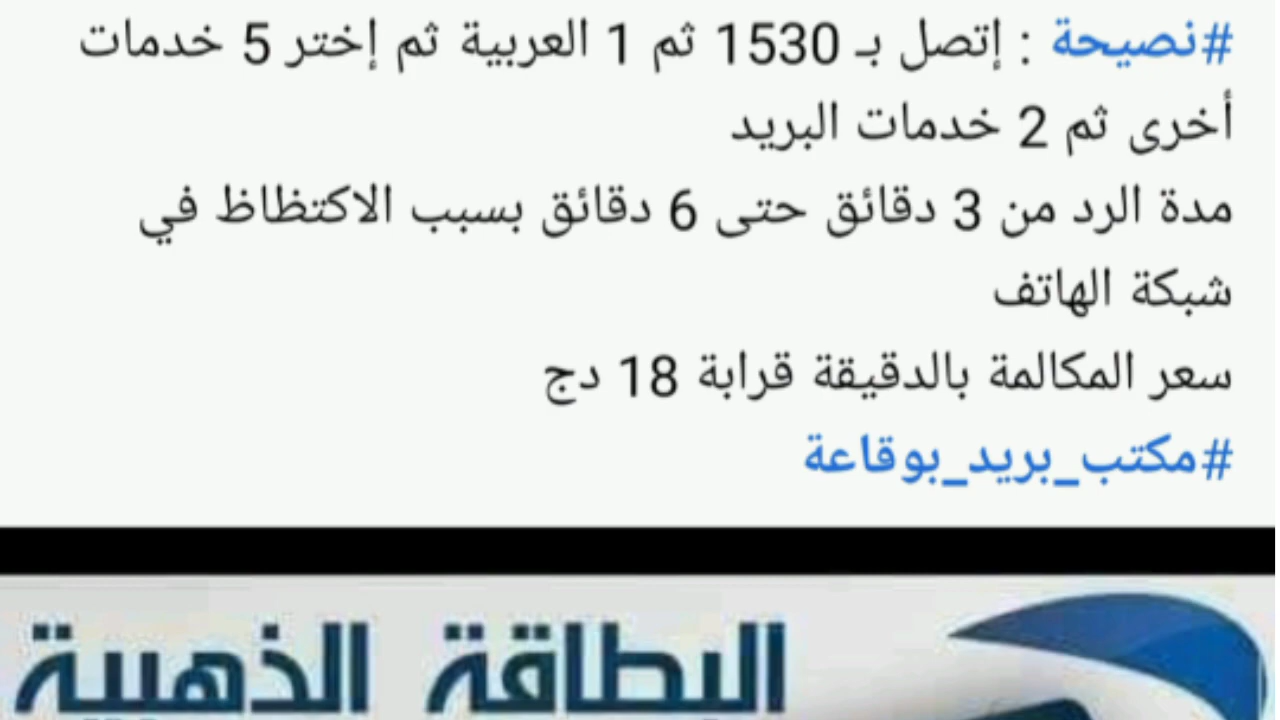 #نصيحة : إتصل بـ 1530 ثم 1 العربية ثم إختر 5 خدمات
أخرى ثم 2 خدمات البريد
مدة الرد من 3 دقائق حتى 6 دقائق بسبب الاكتظاظ في
شبكة الهاتف
سعر المكالمة بالدقيقة قرابة 18 دج
#مكتب_بريد_بوقاعة
البطاقة الذهبية